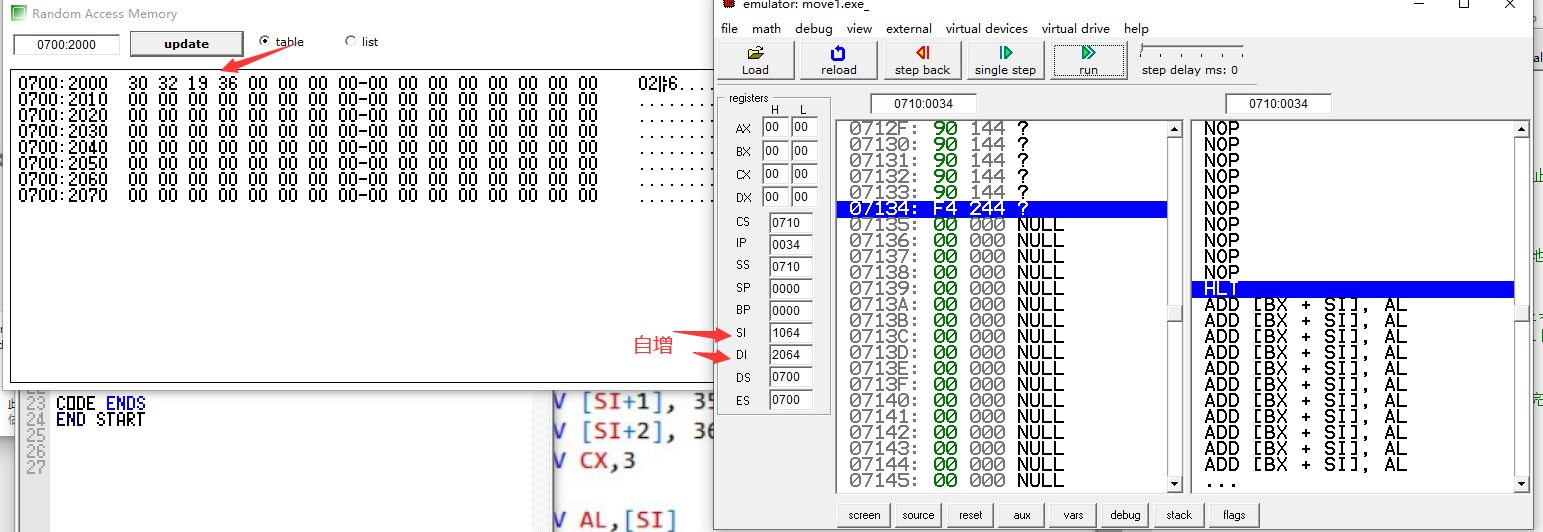 Random Access Memory
0700:2000 update table list
0700:2000 30 32 19 36 00 00 00 00-00 00 00 00 00 00 00 00
0700:2010 00 00 00 00 00 00 00-00 00 00 00 00 00 00 00 00
0700:2020 00 00 00 00 00 00 00-00 00 00 00 00 00 00 00 00
0700:2030 00 00 00 00 00 00 00-00 00 00 00 00 00 00 00 00
0700:2040 00 00 00 00 00 00 00-00 00 00 00 00 00 00 00 00
0700:2050 00 00 00 00 00 00 00-00 00 00 00 00 00 00 00 00
0700:2060 00 00 00 00 00 00 00-00 00 00 00 00 00 00 00 00
0700:2070 00 00 00 00 00 00 00-00 00 00 00 00 00 00 00 00
23 CODE ENDS
24 END START
25
26
27
V [SI+1], 35
V [SI+2], 36
V CX,3
V AL,[SI]
emulator: move1.exe_
file math debug view external virtual devices virtual drive help
Load reload step back single step run step delay ms: 0
registers
H L
AX 00 00
BX 00 00
CX 00 00
DX 00 00
CS 0710
IP 0034
SS 0710
SP 0000
BP 0000
SI 1064
DI 2064
DS 0700
ES 0700
自增
0710:0034
0712F: 90 144 ?
07130: 90 144 ?
07131: 90 144 ?
07132: 90 144 ?
07133: 90 144 ?
07134: F4 244 ?
07135: 00 000 NULL
07136: 00 000 NULL
07137: 00 000 NULL
07138: 00 000 NULL
07139: 00 000 NULL
0713A: 00 000 NULL
0713B: 00 000 NULL
0713C: 00 000 NULL
0713D: 00 000 NULL
0713E: 00 000 NULL
0713F: 00 000 NULL
07140: 00 000 NULL
07141: 00 000 NULL
07142: 00 000 NULL
07143: 00 000 NULL
07144: 00 000 NULL
07145: 00 000 NULL
0710:0034
NOP
NOP
NOP
NOP
NOP
NOP
NOP
NOP
NOP
NOP
HLT
ADD [BX + SI], AL
ADD [BX + SI], AL
ADD [BX + SI], AL
ADD [BX + SI], AL
ADD [BX + SI], AL
ADD [BX + SI], AL
ADD [BX + SI], AL
ADD [BX + SI], AL
ADD [BX + SI], AL
ADD [BX + SI], AL
ADD [BX + SI], AL
...
screen source reset aux vars debug stack flags